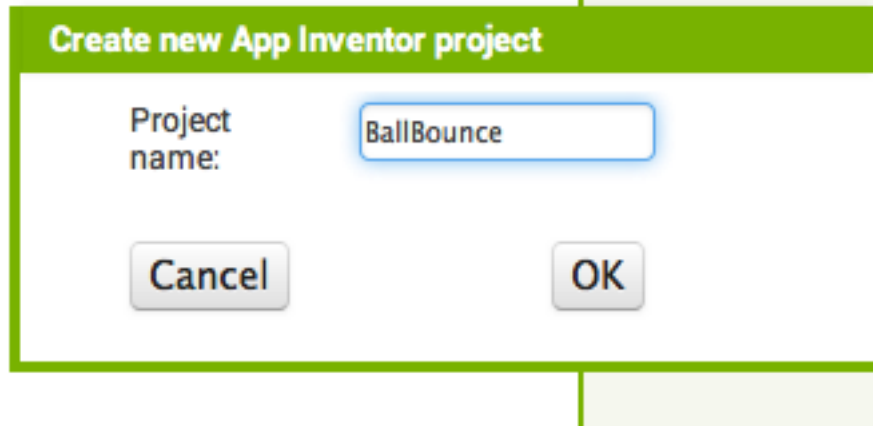 Create new App Inventor project
Project
name:
BallBounce
Cancel
OK